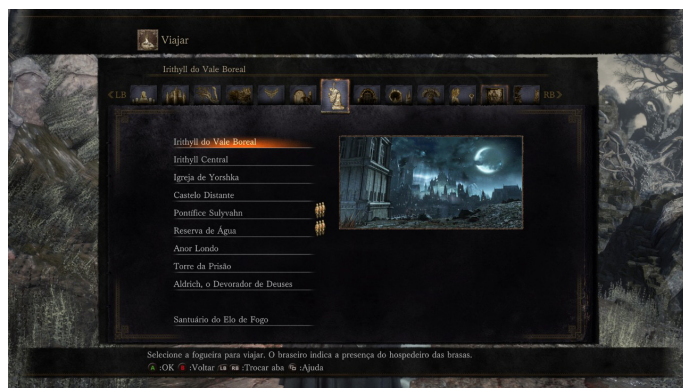 Viajar
Irithyll do Vale Boreal
LB
RB
Irithyll do Vale Boreal
Irithyll Central
Igreja de Yorshka
Castelo Distante
Pontífice Sulyvahn
Reserva de Água
Anor Londo
Torre da Prisão
Aldrich, o Devorador de Deuses
Santuário do Elo de Fogo
Selecione a fogueira para viajar. O braseiro indica a presença do hospedeiro das brasas.
A :OK B :Voltar LB RB :Trocar aba :Ajuda